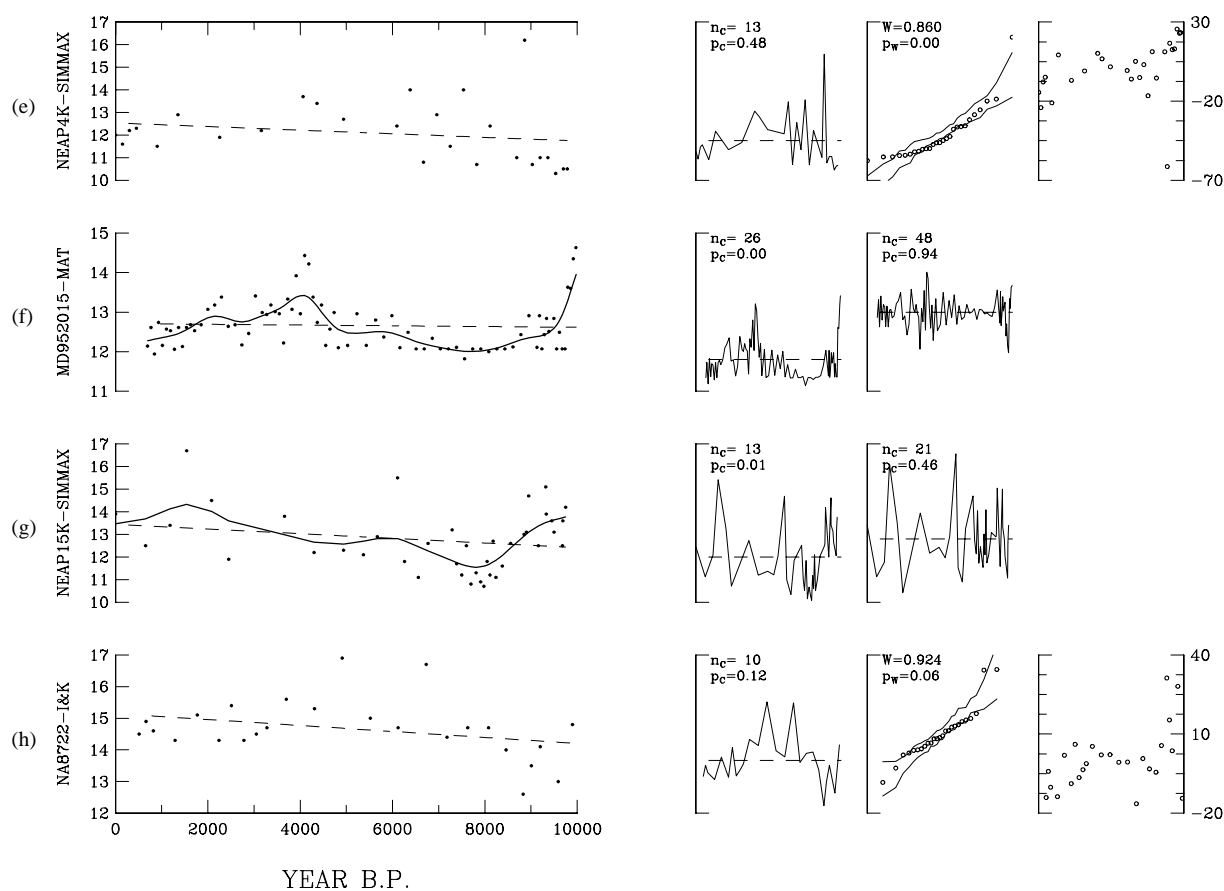 (e)
NEAP4K-SIMMAX
17
16
15
14
13
12
11
10
n_c= 13
p_c=0.48
W=0.860
p_w=0.00
30
-20
-70
(f)
MD952015-MAT
15
14
13
12
11
n_c= 26
p_c=0.00
n_c= 48
p_c=0.94
(g)
NEAP15K-SIMMAX
17
16
15
14
13
12
11
10
n_c= 13
p_c=0.01
n_c= 21
p_c=0.46
(h)
NA8722-I&K
17
16
15
14
13
12
n_c= 10
p_c=0.12
W=0.924
p_w=0.06
40
10
-20
0
2000
4000
6000
8000
10000
YEAR B.P.